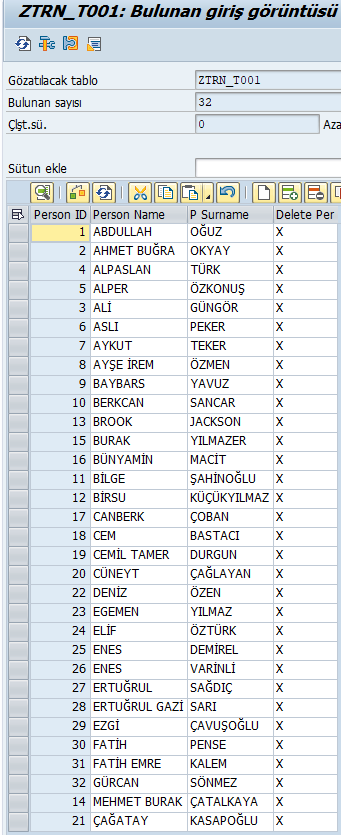 ZTRN_T001: Bulunan giriş görüntüsü
Gözatılacak tablo ZTRN_T001
Bulunan sayısı 32
Çlşt.sü. 0 Aza
Sütun ekle
Person ID Person Name P Surname Delete Per
1 ABDULLAH OĞUZ X
2 AHMET BUĞRA OKYAY X
4 ALPASLAN TÜRK X
5 ALPER ÖZKONUŞ X
3 ALİ GÜNGÖR X
6 ASLI PEKER X
7 AYKUT TEKER X
8 AYŞE İREM ÖZMEN X
9 BAYBARS YAVUZ X
10 BERKCAN SANCAR X
13 BROOK JACKSON X
15 BURAK YILMAZER X
16 BÜNYAMİN MACİT X
11 BİLGE ŞAHİNOĞLU X
12 BİRSU KÜÇÜKYILMAZ X
17 CANBERK ÇOBAN X
18 CEM BASTACI X
19 CEMİL TAMER DURGUN X
20 CÜNEYT ÇAĞLAYAN X
22 DENİZ ÖZEN X
23 EGEMEN YILMAZ X
24 ELİF ÖZTÜRK X
25 ENES DEMİREL X
26 ENES VARİNLİ X
27 ERTUĞRUL SAĞDIÇ X
28 ERTUĞRUL GAZİ SARI X
29 EZGİ ÇAVUŞOĞLU X
30 FATİH PENSE X
31 FATİH EMRE KALEM X
32 GÜRCAN SÖNMEZ X
14 MEHMET BURAK ÇATALKAYA X
21 ÇAĞATAY KASAPOĞLU X